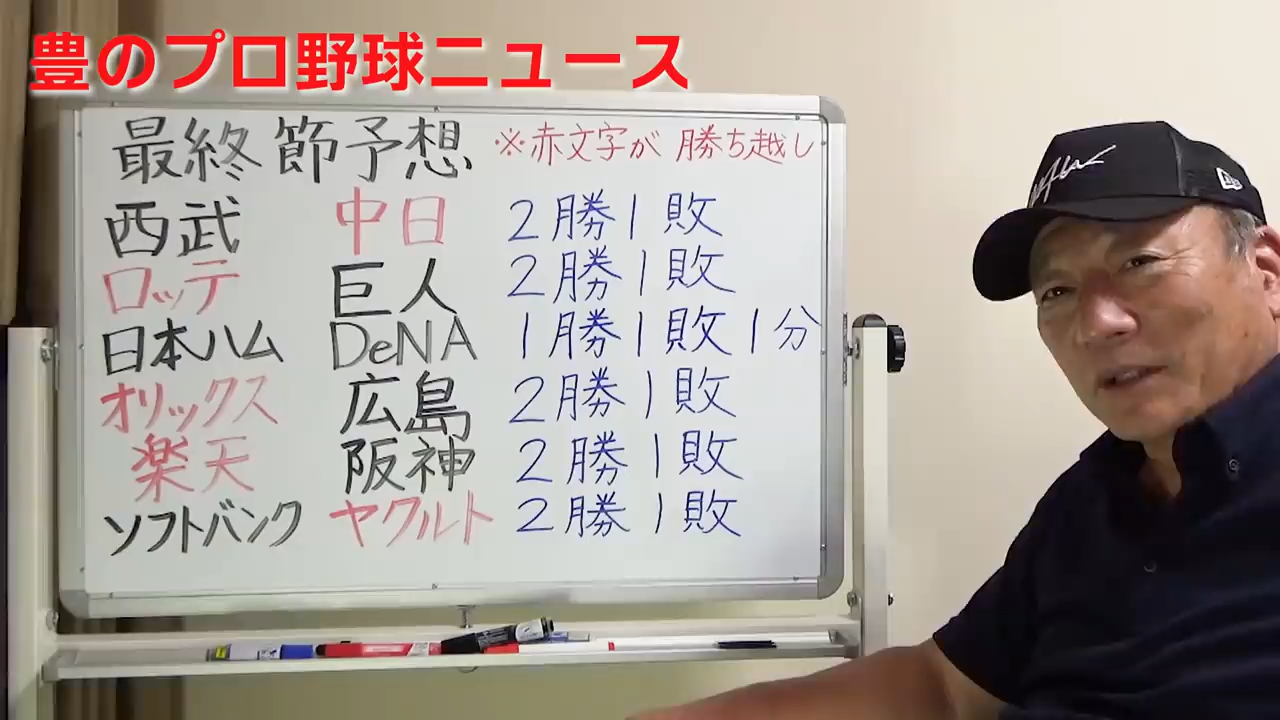 豊のプロ野球ニュース
最終節予想 ※赤文字が勝ち越し
西武 中日 2勝1敗
ロッテ 巨人 2勝1敗
日本ハム DeNA 1勝1敗1分
オリックス 広島 2勝1敗
楽天 阪神 2勝1敗
ソフトバンク ヤクルト 2勝1敗